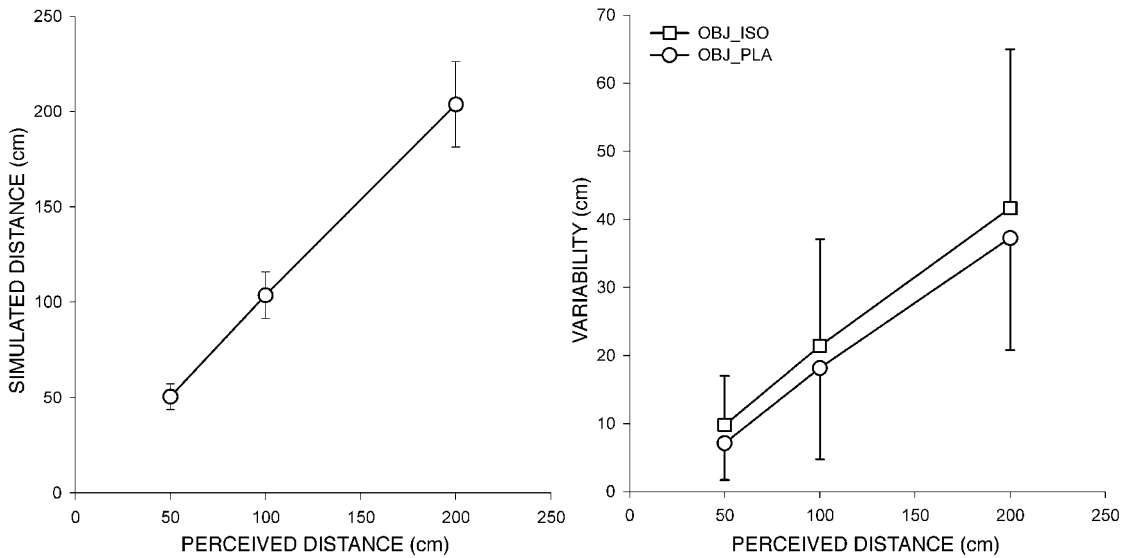 250
200
150
100
50
0
SIMULATED DISTANCE (cm)
0 50 100 150 200 250
PERCEIVED DISTANCE (cm)
70
60
50
40
30
20
10
0
VARIABILITY (cm)
OBJ_ISO
OBJ_PLA
0 50 100 150 200 250
PERCEIVED DISTANCE (cm)